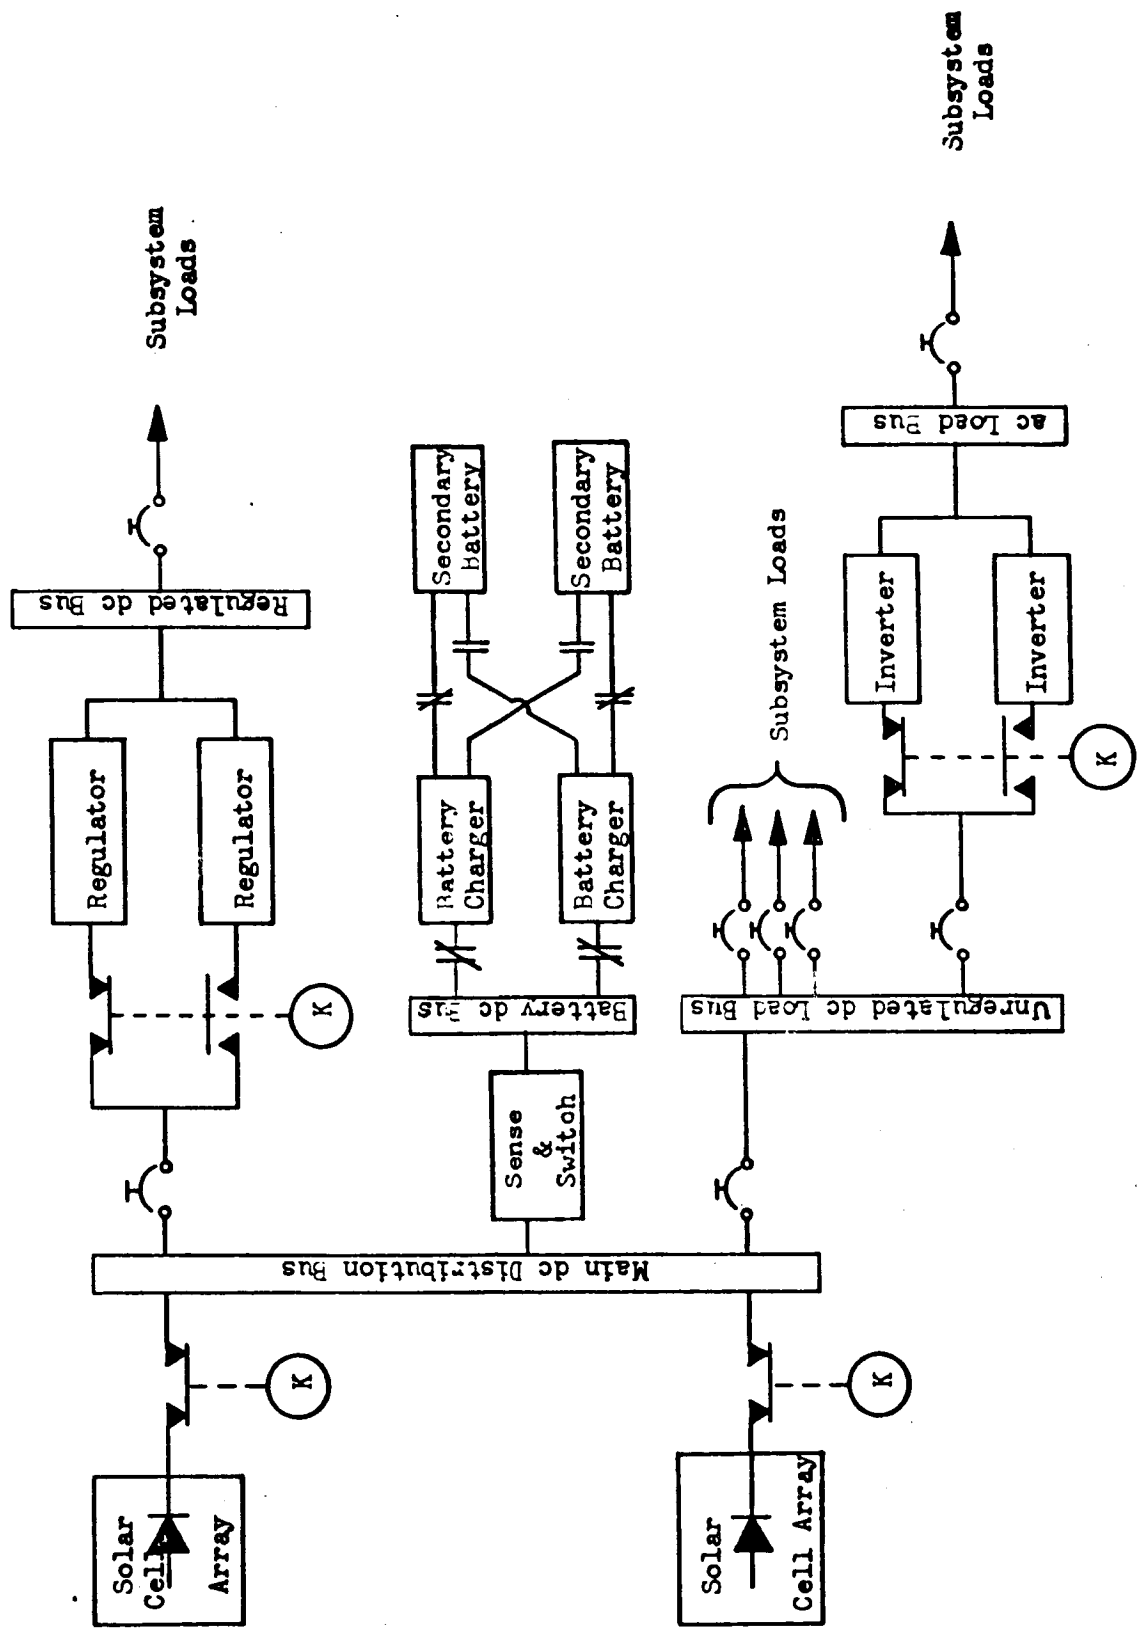 Solar
Cell
Array
K
Main dc Distribution Bus
Regulator
Regulator
K
Regulated dc Bus
Subsystem
Loads
Sense
&
Switch
Battery dc Bus
Battery
Charger
Battery
Charger
Secondary
Battery
Secondary
Battery
Solar
Cell Array
K
Unregulated dc Load Bus
Subsystem Loads
Inverter
Inverter
K
ac Load Bus
Subsystem
Loads